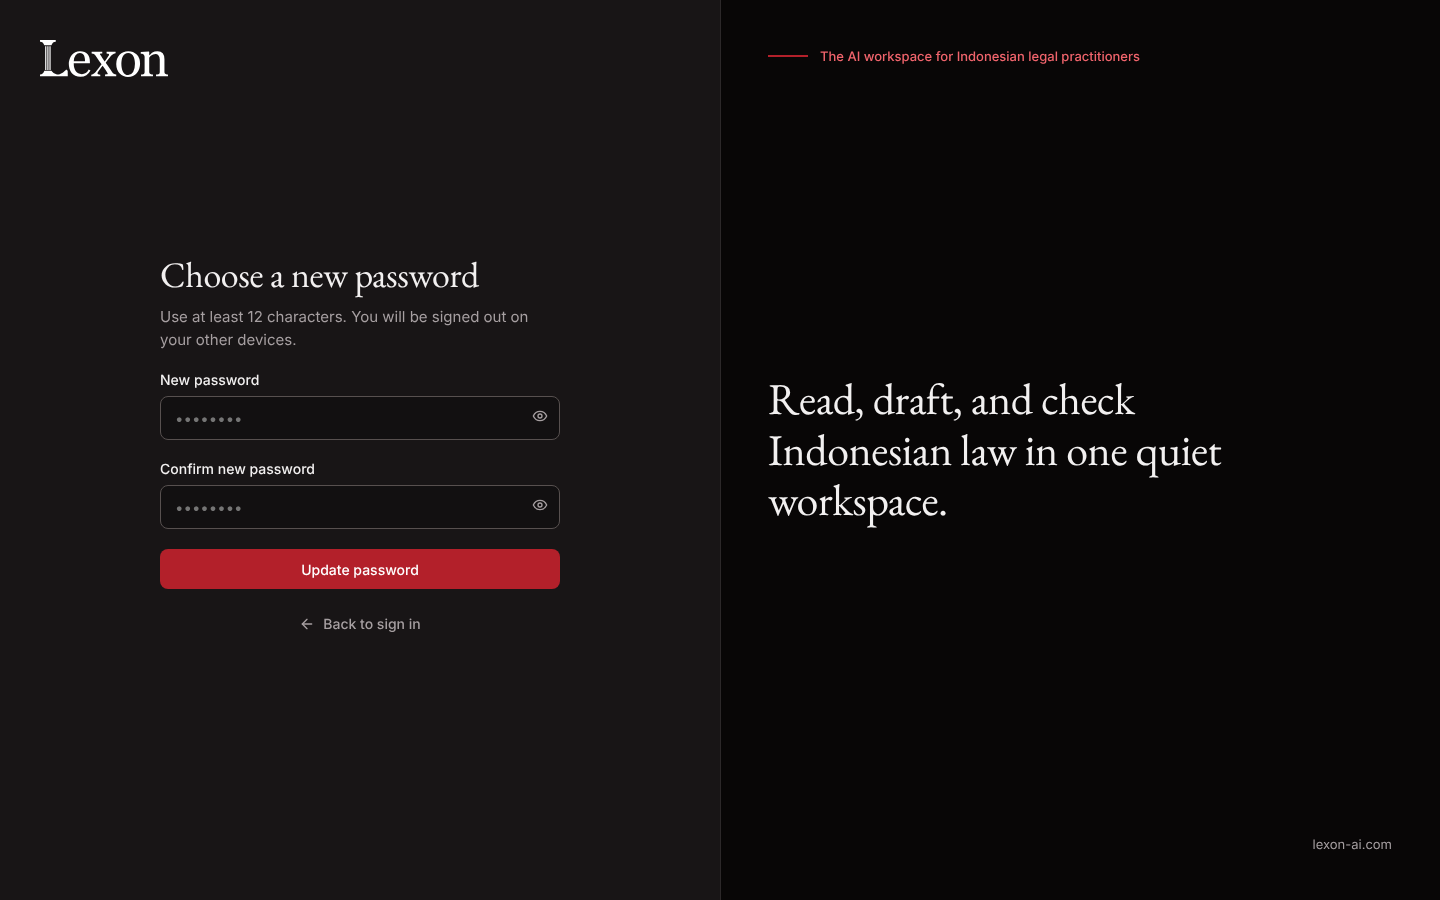 Lexon
Choose a new password
Use at least 12 characters. You will be signed out on
your other devices.
New password
••••••••
Confirm new password
••••••••
Update password
← Back to sign in
The AI workspace for Indonesian legal practitioners
Read, draft, and check
Indonesian law in one quiet
workspace.
lexon-ai.com